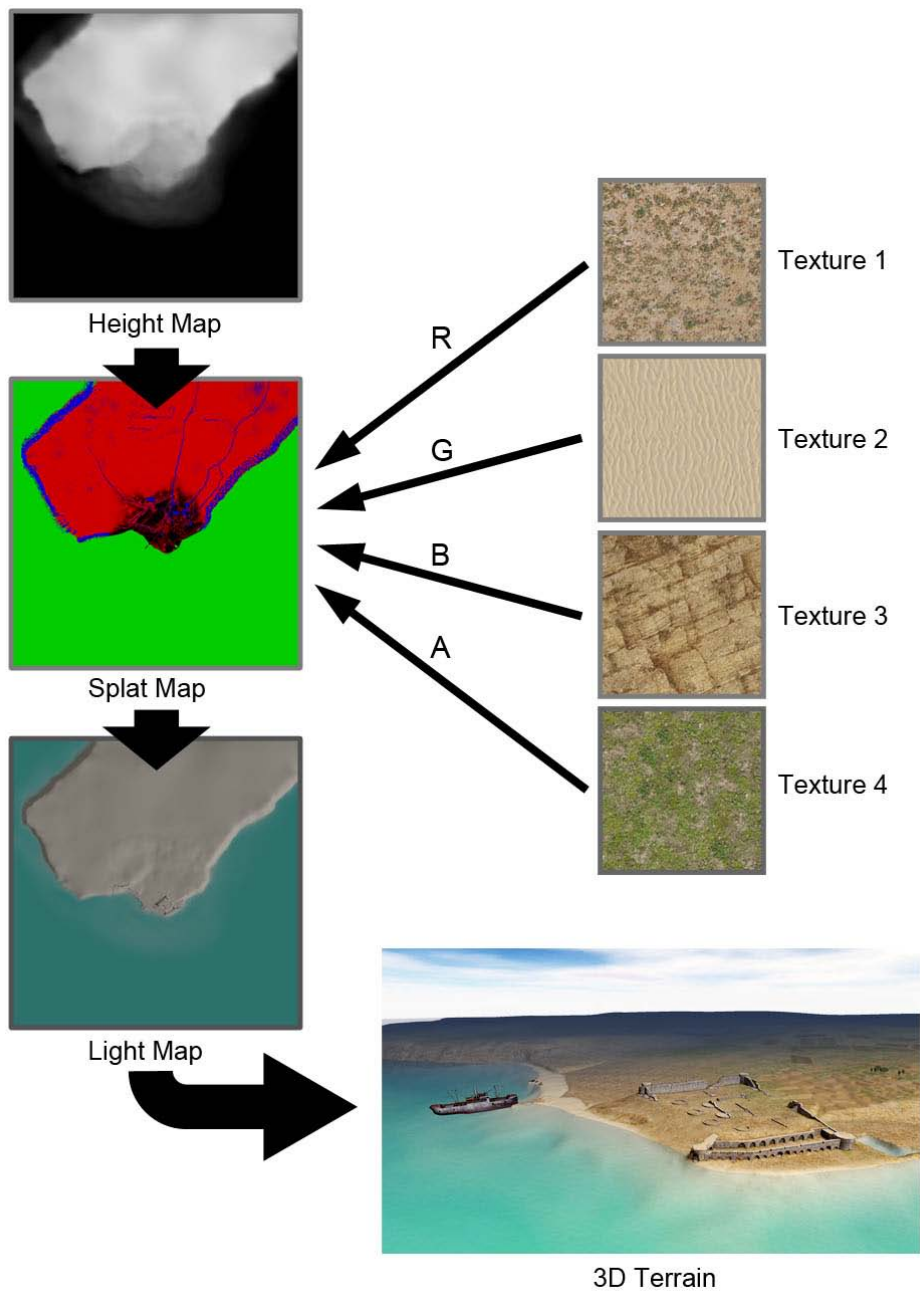 Height Map
Splat Map
Light Map
R
G
B
A
Texture 1
Texture 2
Texture 3
Texture 4
3D Terrain